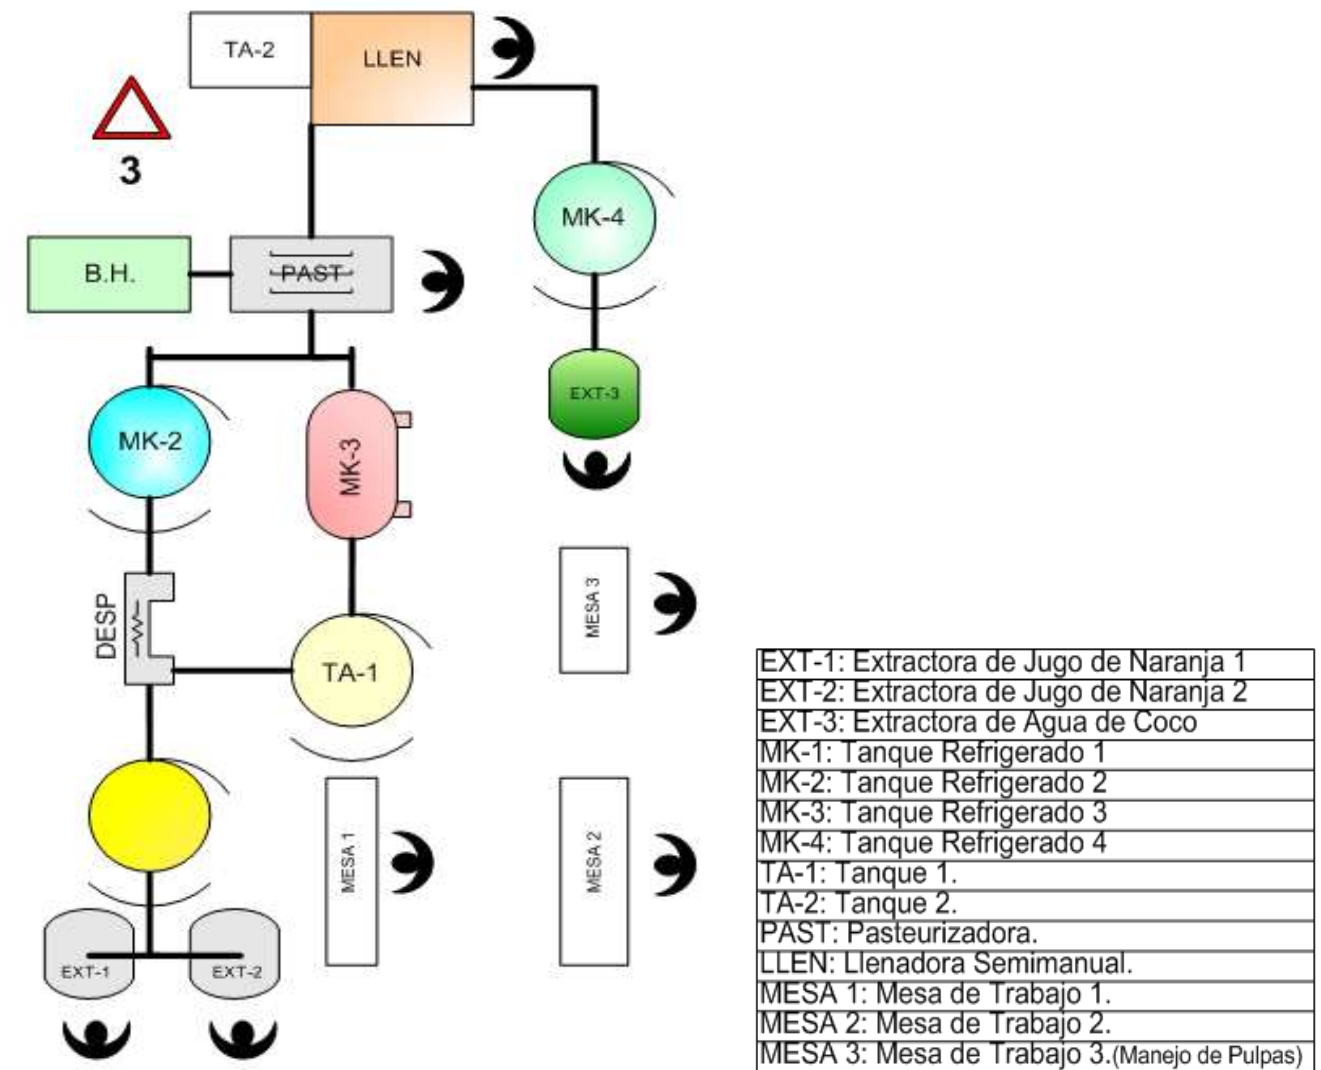 TA-2
LLEN
3
MK-4
B.H.
PAST
EXT-3
MK-2
MK-3
DESP
MESA 3
TA-1
MESA 1
MESA 2
EXT-1
EXT-2
EXT-1: Extractora de Jugo de Naranja 1
EXT-2: Extractora de Jugo de Naranja 2
EXT-3: Extractora de Agua de Coco
MK-1: Tanque Refrigerado 1
MK-2: Tanque Refrigerado 2
MK-3: Tanque Refrigerado 3
MK-4: Tanque Refrigerado 4
TA-1: Tanque 1.
TA-2: Tanque 2.
PAST: Pasteurizadora.
LLEN: Llenadora Semimanual.
MESA 1: Mesa de Trabajo 1.
MESA 2: Mesa de Trabajo 2.
MESA 3: Mesa de Trabajo 3.(Manejo de Pulpas)